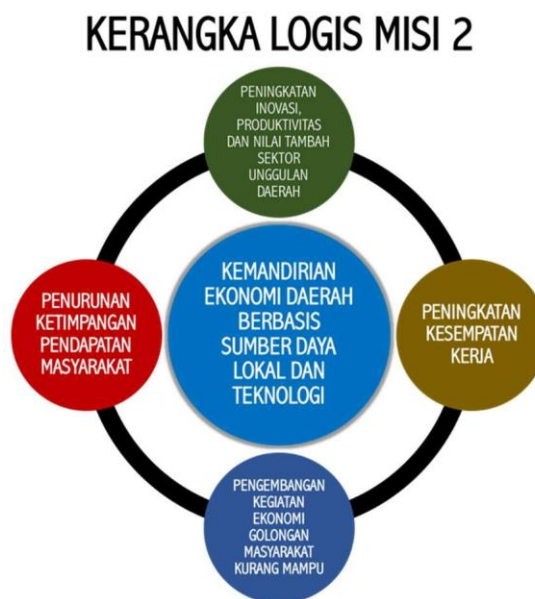 KERANGKA LOGIS MISI 2
PENINGKATAN
INOVASI,
PRODUKTIVITAS
DAN NILAI TAMBAH
SEKTOR
UNGGULAN
DAERAH
PENURUNAN
KETIMPANGAN
PENDAPATAN
MASYARAKAT
KEMANDIRIAN
EKONOMI DAERAH
BERBASIS
SUMBER DAYA
LOKAL DAN
TEKNOLOGI
PENINGKATAN
KESEMPATAN
KERJA
PENGEMBANGAN
KEGIATAN
EKONOMI
GOLONGAN
MASYARAKAT
KURANG MAMPU